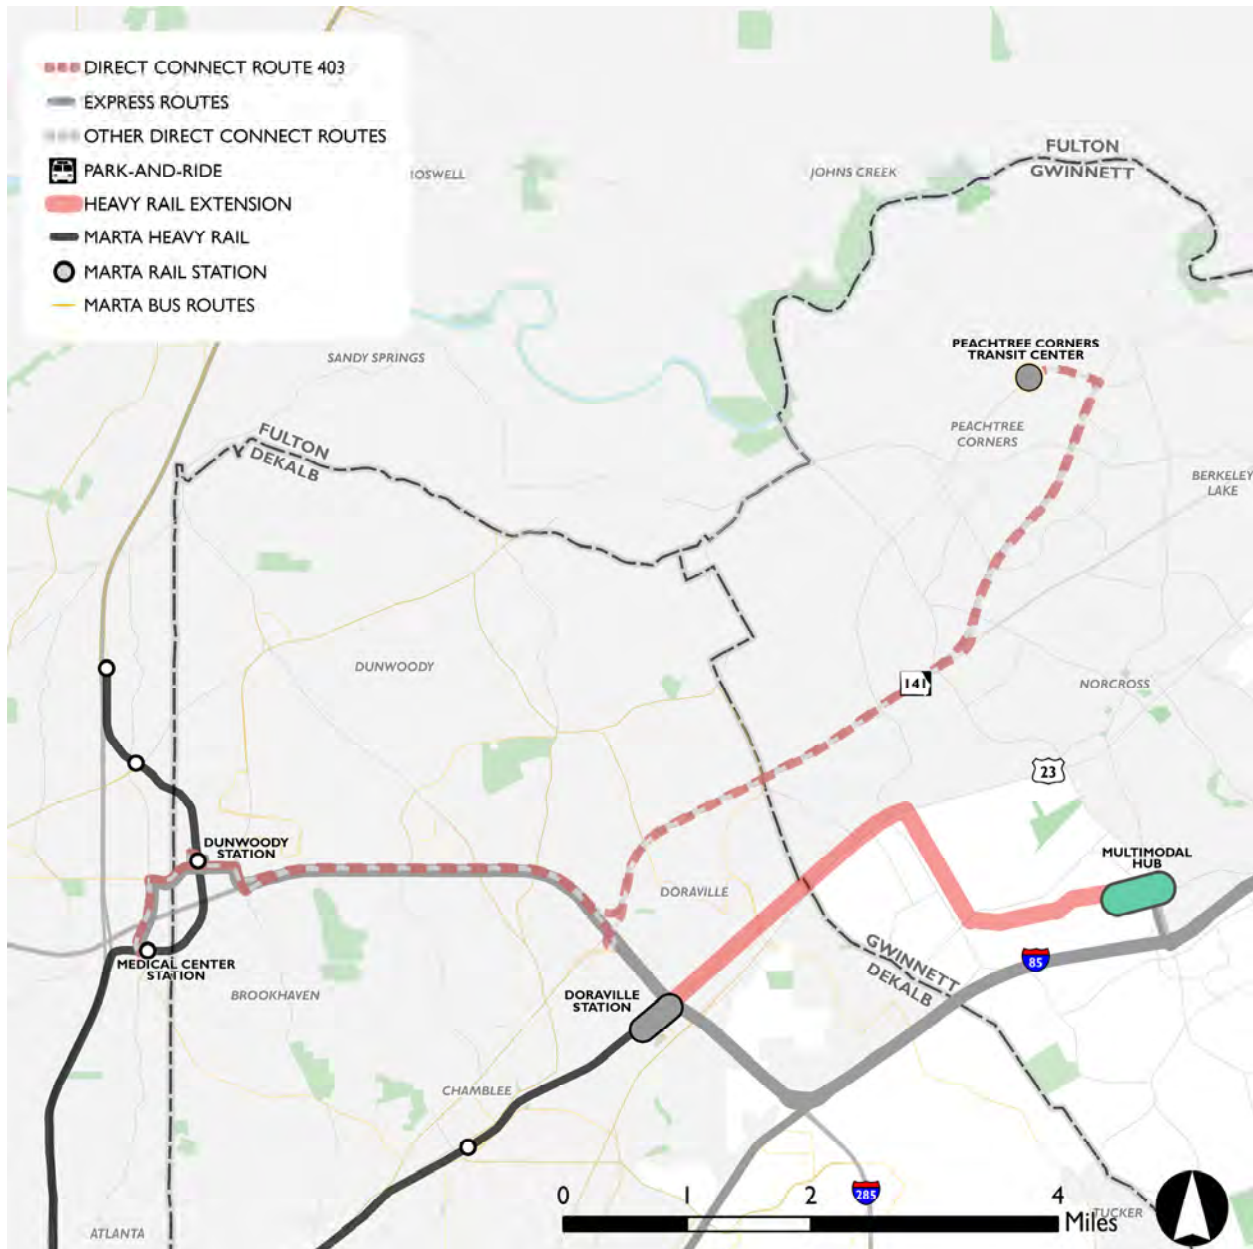 DIRECT CONNECT ROUTE 403
EXPRESS ROUTES
OTHER DIRECT CONNECT ROUTES
PARK-AND-RIDE
HEAVY RAIL EXTENSION
MARTA HEAVY RAIL
MARTA RAIL STATION
MARTA BUS ROUTES
OSWELL
JOHNS CREEK
FULTON
GWINNETT
SANDY SPRINGS
PEACHTREE CORNERS
TRANSIT CENTER
PEACHTREE
CORNERS
FULTON
DEKALB
BERKELEY
LAKE
DUNWOODY
141
NORCROSS
23
DUNWOODY
STATION
MULTIMODAL
HUB
DORAVILLE
GWINNETT
DEKALB
85
MEDICAL CENTER
STATION
BROOKHAVEN
DORAVILLE
STATION
CHAMBLEE
285
0 1 2 4
Miles
TUCKER
ATLANTA